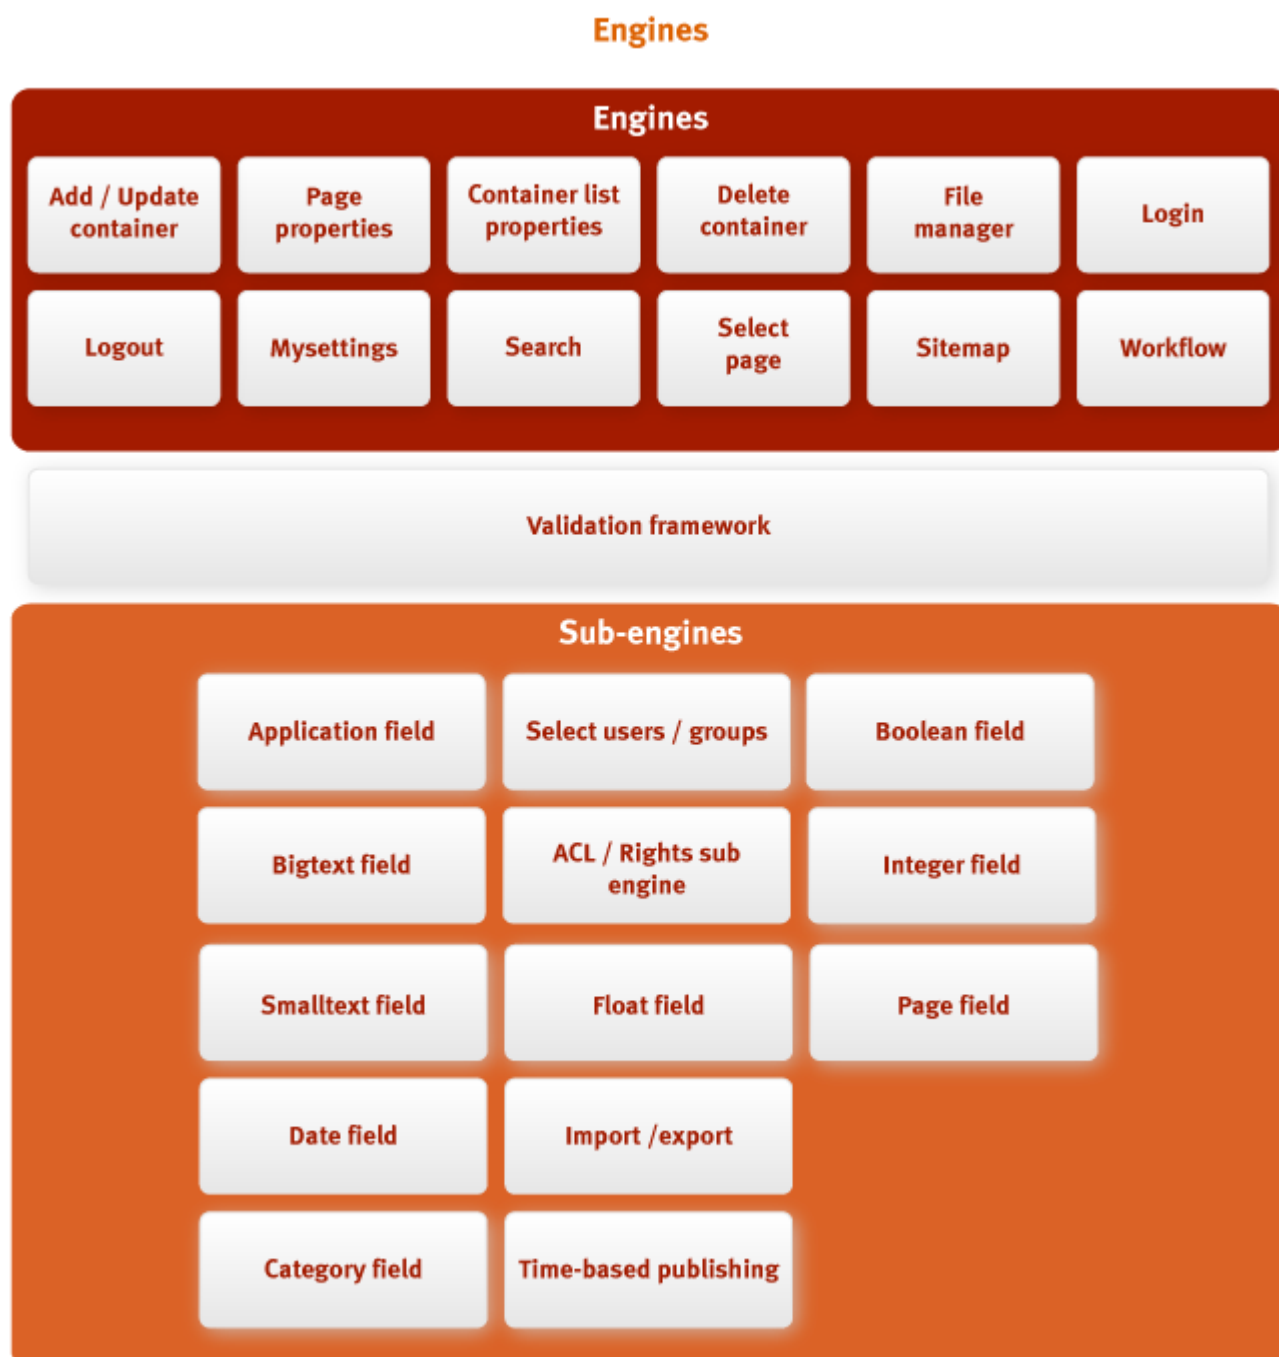 Engines
Engines
Add / Update
container
Page
properties
Container list
properties
Delete
container
File
manager
Login
Logout
Mysettings
Search
Select
page
Sitemap
Workflow
Validation framework
Sub-engines
Application field
Select users / groups
Boolean field
Bigtext field
ACL / Rights sub
engine
Integer field
Smalltext field
Float field
Page field
Date field
Import /export
Category field
Time-based publishing